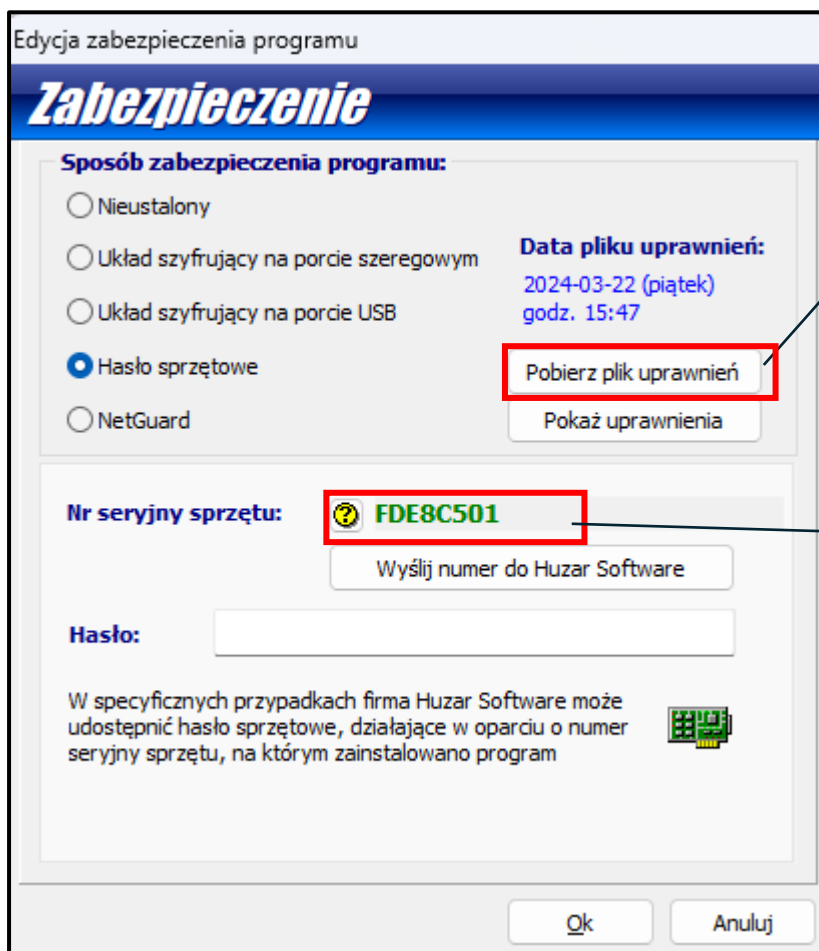 Edycja zabezpieczenia programu
Zabezpieczenie
Sposób zabezpieczenia programu:
Nieustalony
Układ szyfrujący na porcie szeregowym
Układ szyfrujący na porcie USB
Hasło sprzętowe
NetGuard
Data pliku uprawnień:
2024-03-22 (piątek)
godz. 15:47
Pobierz plik uprawnień
Pokaż uprawnienia
Nr seryjny sprzętu:
? FDE8C501
Wyślij numer do Huzar Software
Hasło:
W specyficznych przypadkach firma Huzar Software może
udostępnić hasło sprzętowe, działające w oparciu o numer
seryjny sprzętu, na którym zainstalowano program
Ok
Anuluj